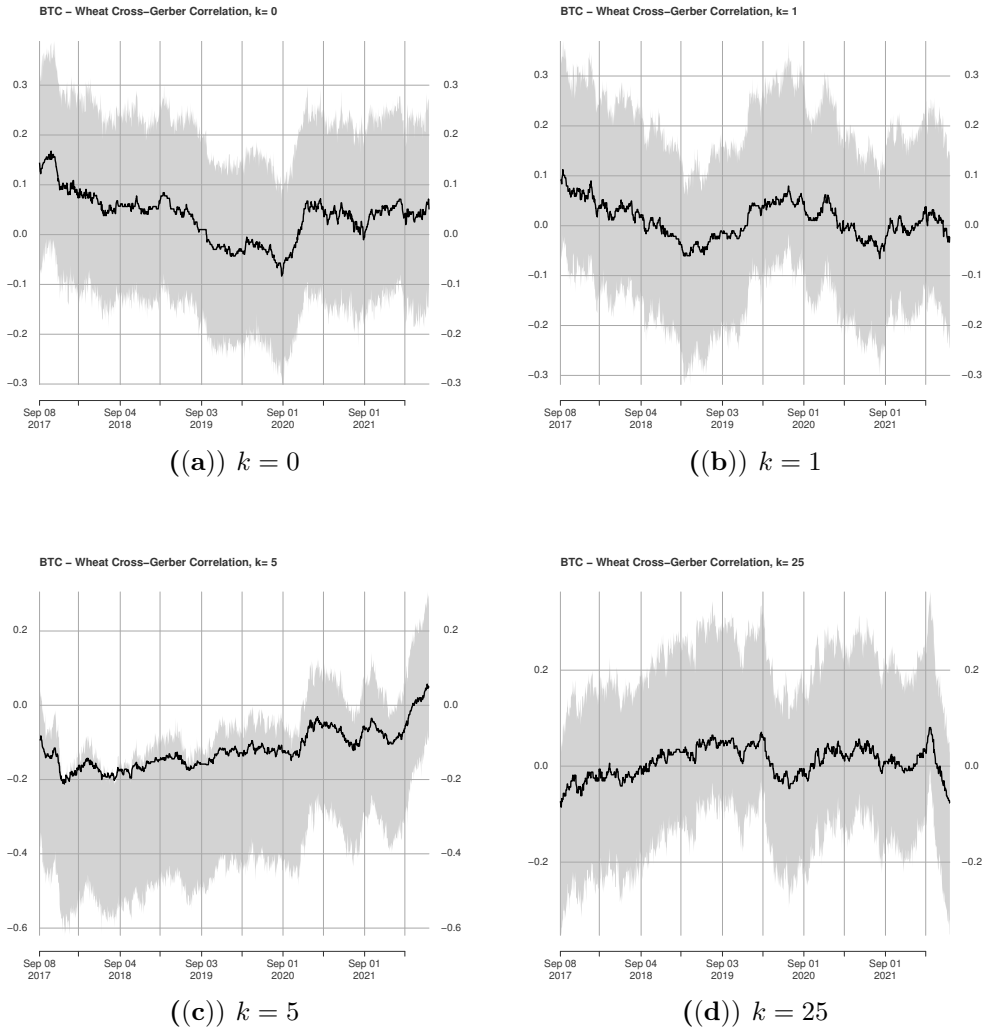 BTC − Wheat Cross−Gerber Correlation, k= 0
0.3 0.3
0.2 0.2
0.1 0.1
0.0 0.0
−0.1 −0.1
−0.2 −0.2
−0.3 −0.3
Sep 08 Sep 04 Sep 03 Sep 01 Sep 01
2017 2018 2019 2020 2021
((a)) k = 0
BTC − Wheat Cross−Gerber Correlation, k= 1
0.3 0.3
0.2 0.2
0.1 0.1
0.0 0.0
−0.1 −0.1
−0.2 −0.2
−0.3 −0.3
Sep 08 Sep 04 Sep 03 Sep 01 Sep 01
2017 2018 2019 2020 2021
((b)) k = 1
BTC − Wheat Cross−Gerber Correlation, k= 5
0.2 0.2
0.0 0.0
−0.2 −0.2
−0.4 −0.4
−0.6 −0.6
Sep 08 Sep 04 Sep 03 Sep 01 Sep 01
2017 2018 2019 2020 2021
((c)) k = 5
BTC − Wheat Cross−Gerber Correlation, k= 25
0.2 0.2
0.0 0.0
−0.2 −0.2
Sep 08 Sep 04 Sep 03 Sep 01 Sep 01
2017 2018 2019 2020 2021
((d)) k = 25